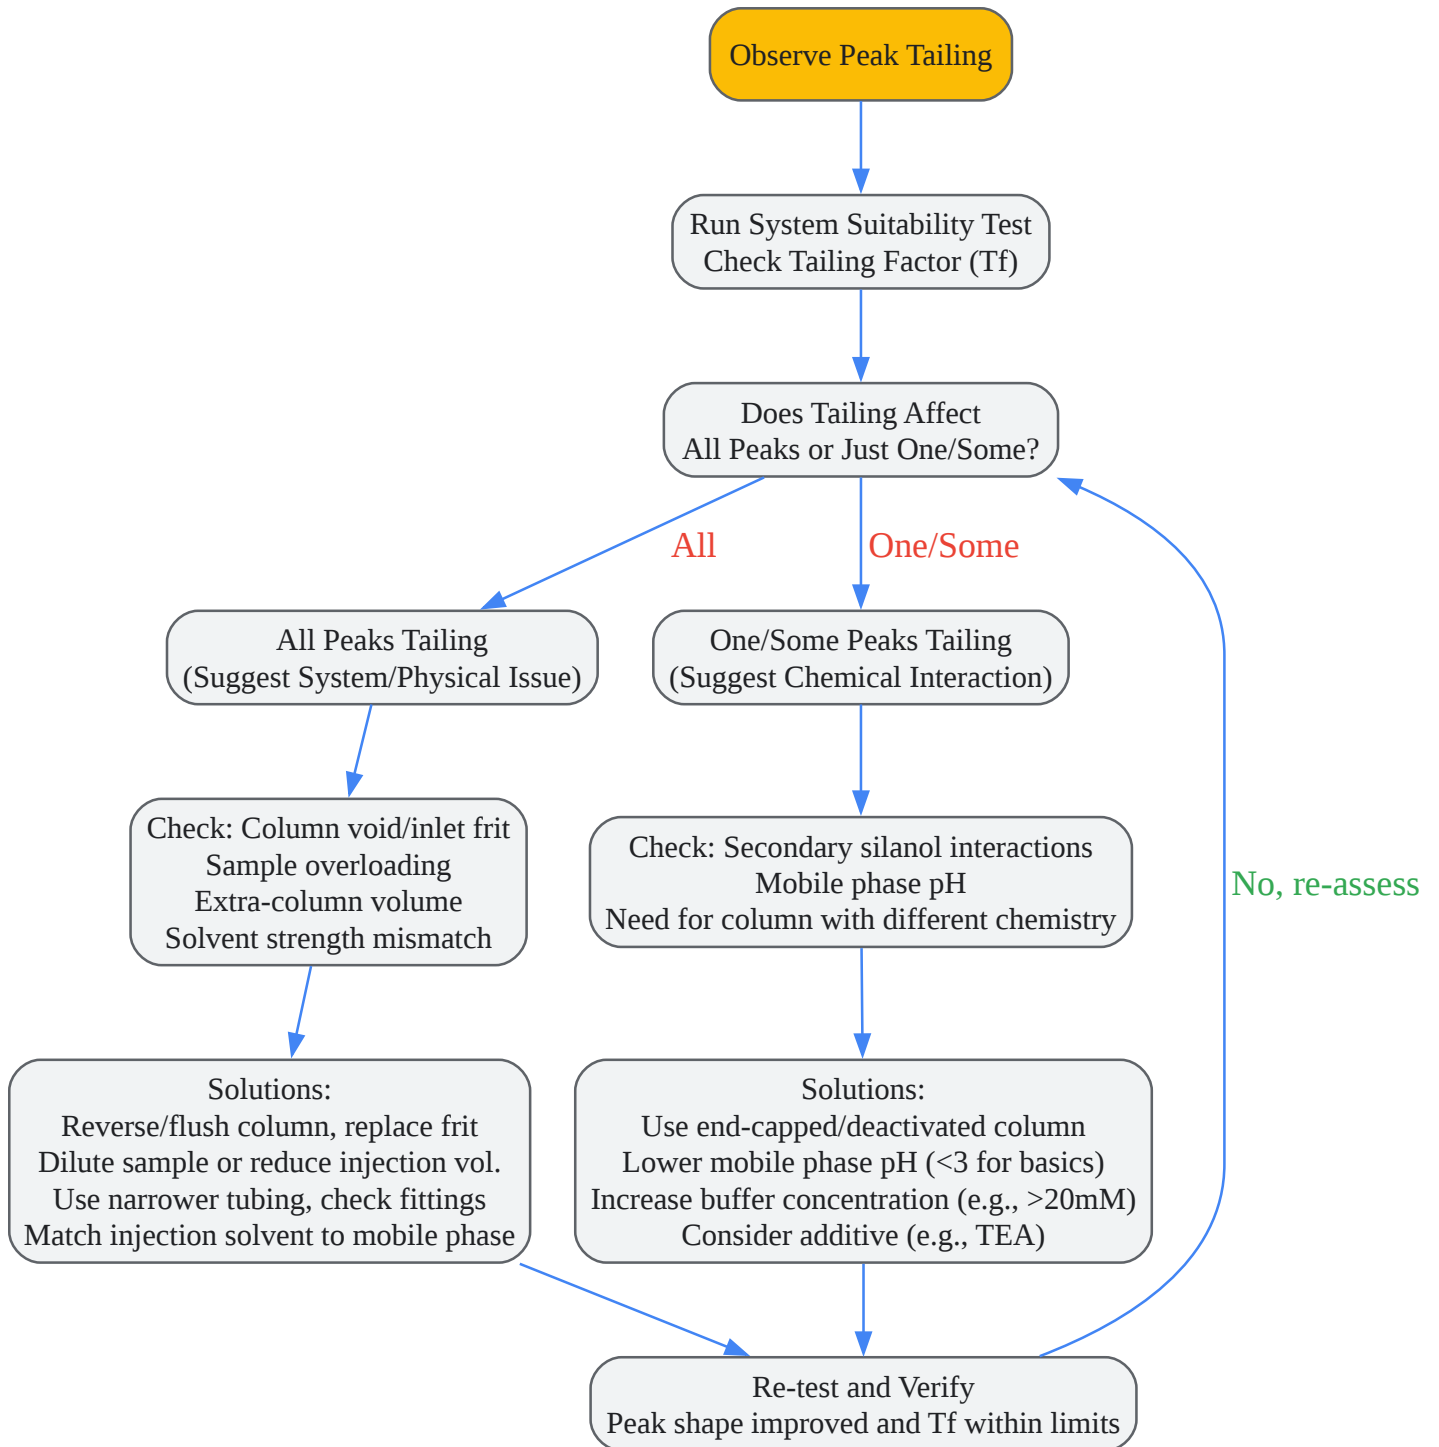 Observe Peak Tailing
Run System Suitability Test
Check Tailing Factor (Tf)
Does Tailing Affect
All Peaks or Just One/Some?
All
One/Some
All Peaks Tailing
(Suggest System/Physical Issue)
One/Some Peaks Tailing
(Suggest Chemical Interaction)
Check: Column void/inlet frit
Sample overloading
Extra-column volume
Solvent strength mismatch
Check: Secondary silanol interactions
Mobile phase pH
Need for column with different chemistry
No, re-assess
Solutions:
Reverse/flush column, replace frit
Dilute sample or reduce injection vol.
Use narrower tubing, check fittings
Match injection solvent to mobile phase
Solutions:
Use end-capped/deactivated column
Lower mobile phase pH (<3 for basics)
Increase buffer concentration (e.g., >20mM)
Consider additive (e.g., TEA)
Re-test and Verify
Peak shape improved and Tf within limits